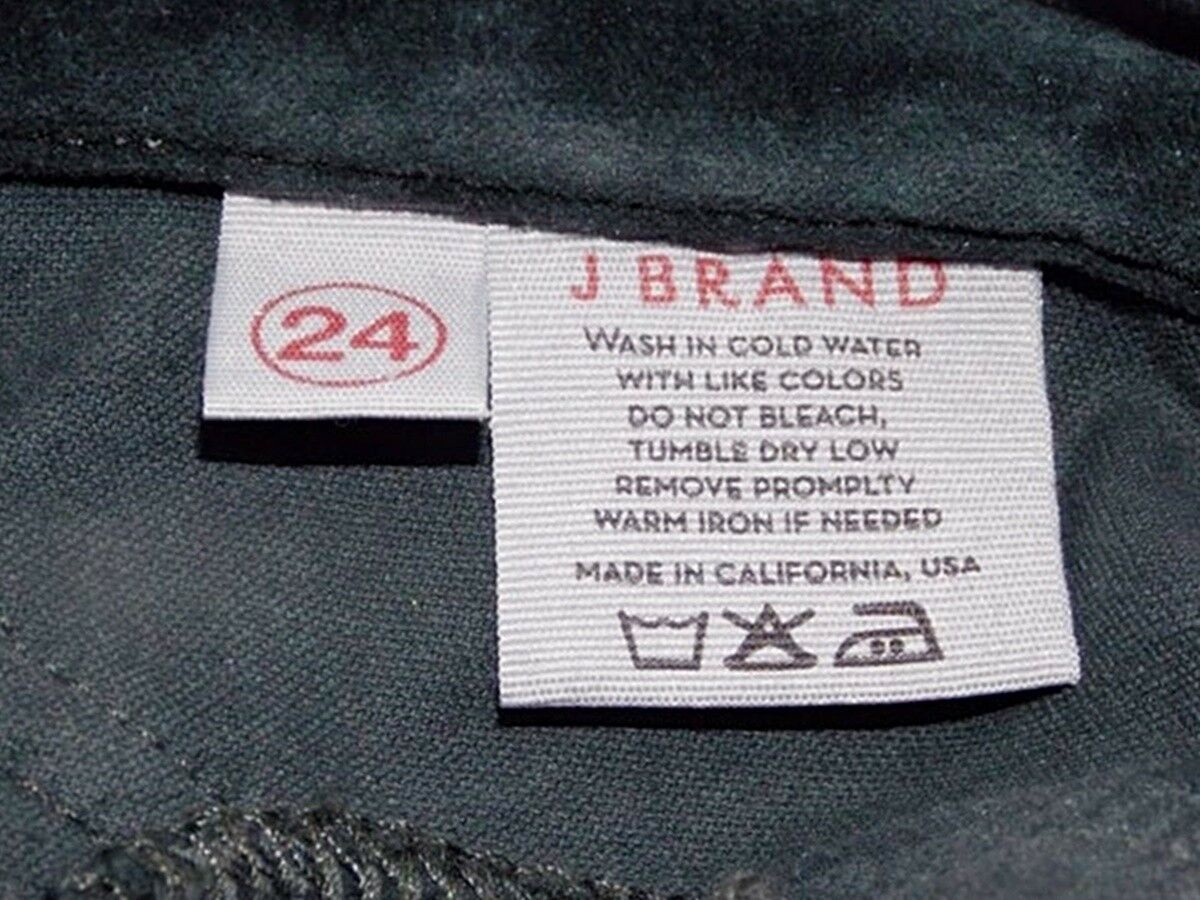 24
J BRAND
WASH IN COLD WATER
WITH LIKE COLORS
DO NOT BLEACH,
TUMBLE DRY LOW
REMOVE PROMPLTY
WARM IRON IF NEEDED
MADE IN CALIFORNIA, USA